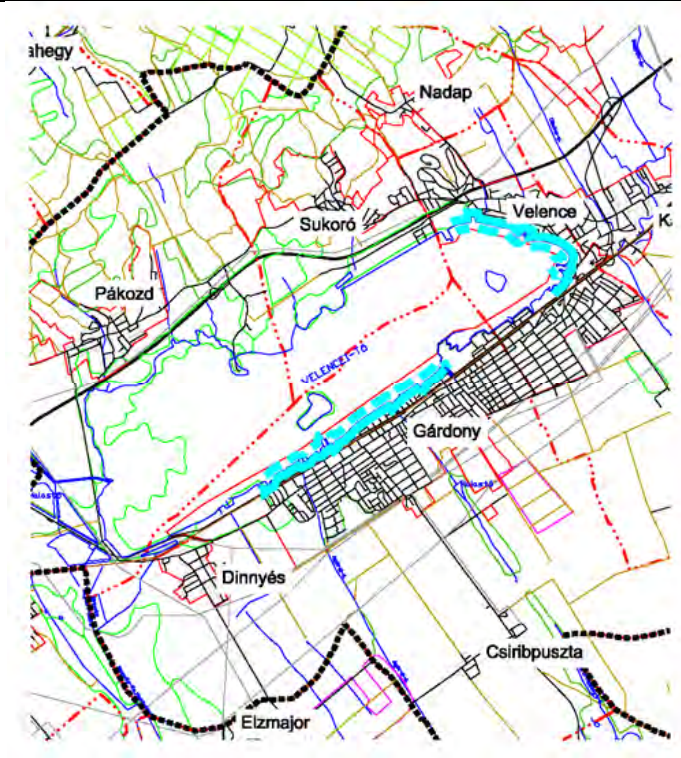 ahegy
Nadap
Velence
Sukoró
K
Pákozd
VELENCEI-TÓ
Gárdony
Dinnyés
Csiribpuszta
Elzmajor